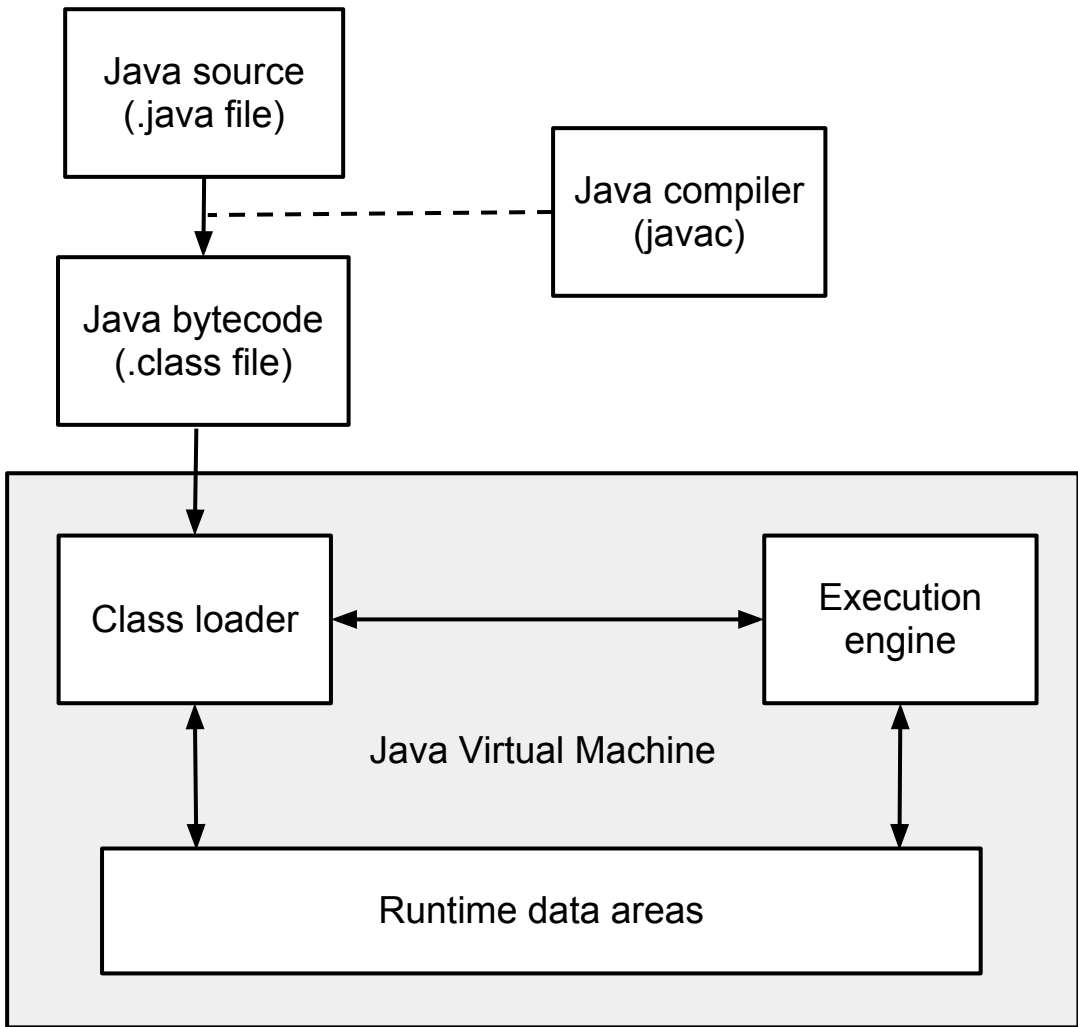 Java source
(.java file)
Java compiler
(javac)
Java bytecode
(.class file)
Class loader
Execution
engine
Java Virtual Machine
Runtime data areas